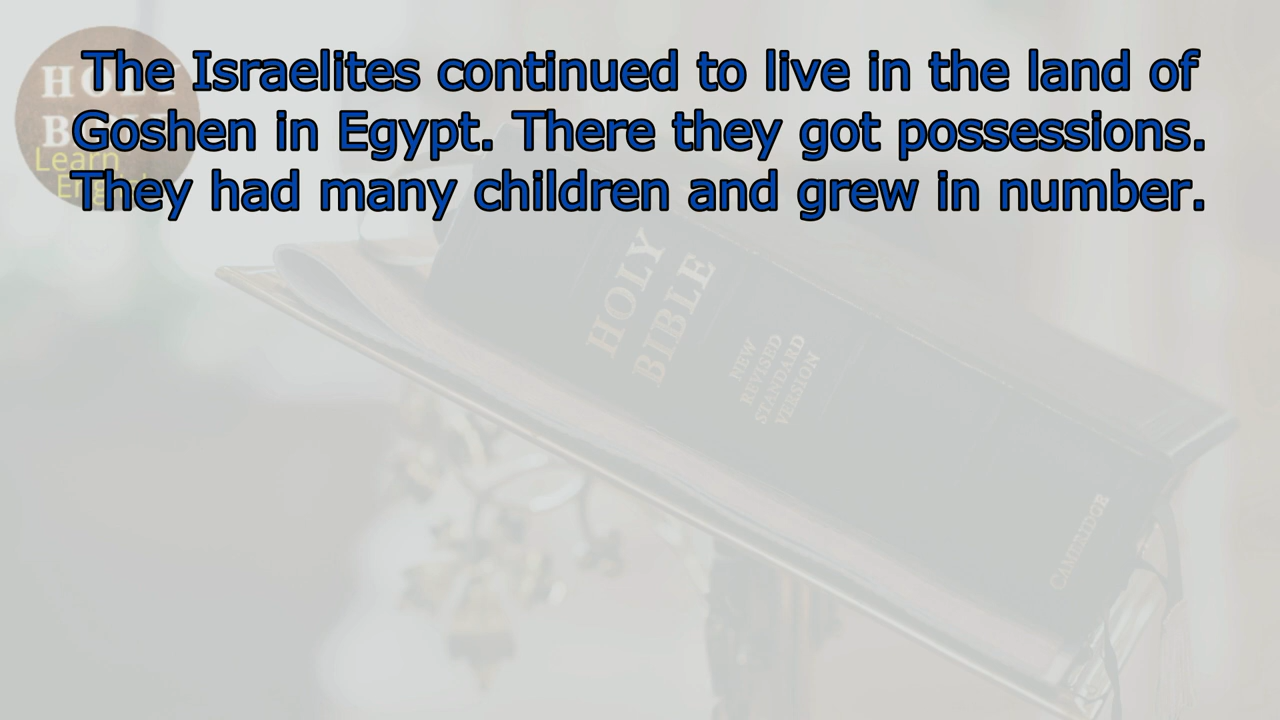 The Israelites continued to live in the land of
Goshen in Egypt. There they got possessions.
They had many children and grew in number.
HOLY
Learn
HOLY
BIBLE
NEW
REVISED
STANDARD
VERSION
CAMBRIDGE